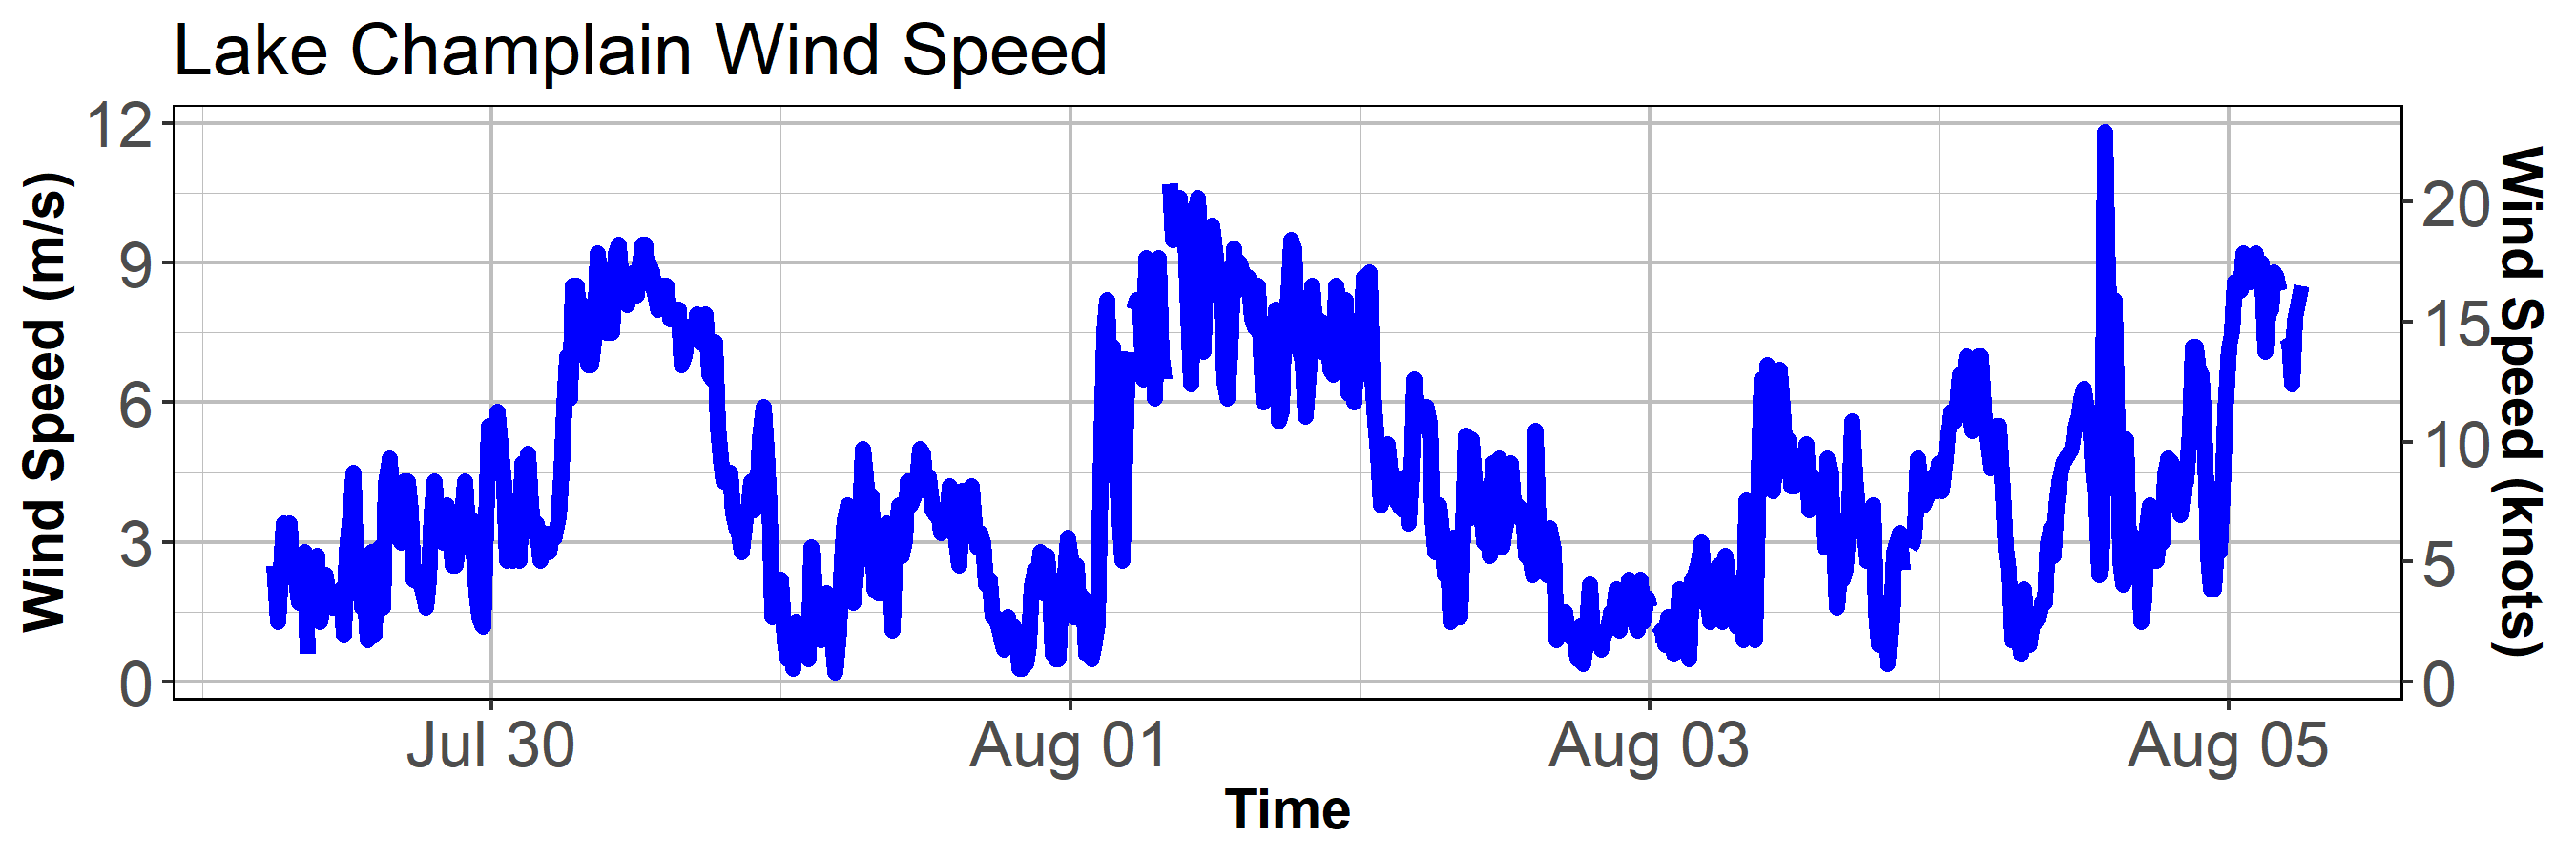 Lake Champlain Wind Speed
12
9
6
3
0
Wind Speed (m/s)
20
15
10
5
0
Wind Speed (knots)
Jul 30 Aug 01 Aug 03 Aug 05
Time